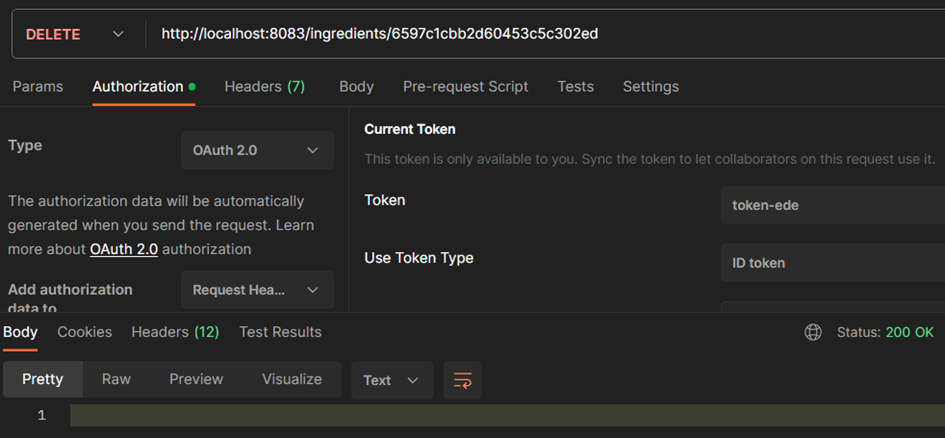 DELETE http://localhost:8083/ingredients/6597c1cbb2d60453c5c302ed
Params Authorization Headers (7) Body Pre-request Script Tests Settings
Type OAuth 2.0
The authorization data will be automatically
generated when you send the request. Learn
more about OAuth 2.0 authorization
Add authorization
data to
Request Hea...
Current Token
This token is only available to you. Sync the token to let collaborators on this request use it.
Token token-ede
Use Token Type ID token
Body Cookies Headers (12) Test Results Status: 200 OK
Pretty Raw Preview Visualize Text
1